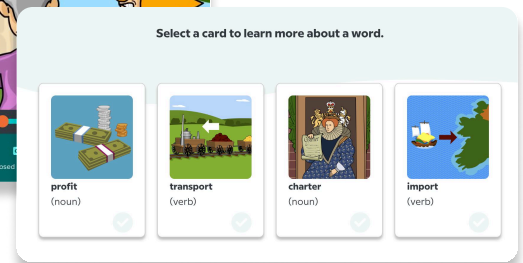 Select a card to learn more about a word.
profit
(noun)
transport
(verb)
charter
(noun)
import
(verb)